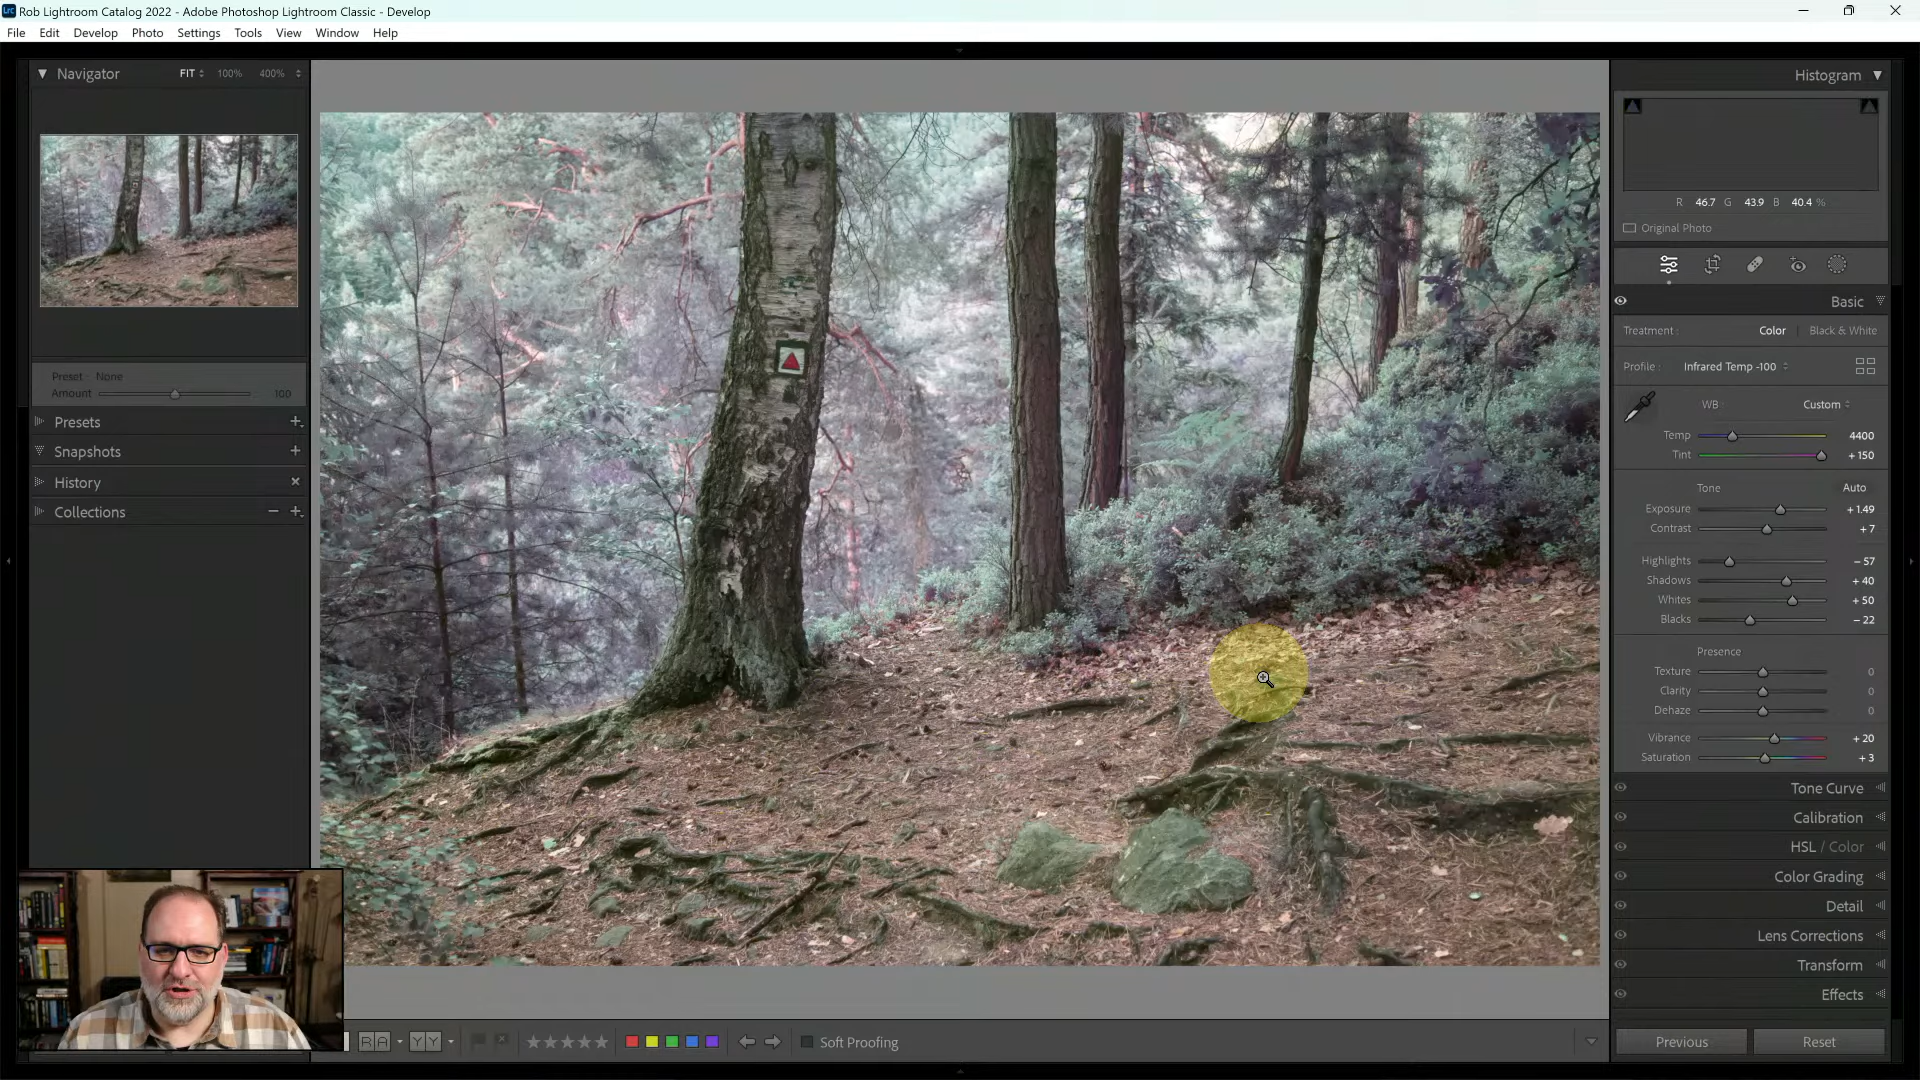 Rob Lightroom Catalog 2022 - Adobe Photoshop Lightroom Classic - Develop
File Edit Develop Photo Settings Tools View Window Help
Navigator FIT 100% 400%
Preset : None
Amount 100
Presets
Snapshots
History
Collections
Histogram
R 46.7 G 43.9 B 40.4 %
Original Photo
Basic
Treatment : Color | Black & White
Profile : Infrared Temp -100
WB : Custom
Temp 4400
Tint + 150
Tone Auto
Exposure + 1.49
Contrast + 7
Highlights – 57
Shadows + 40
Whites + 50
Blacks – 22
Presence
Texture 0
Clarity 0
Dehaze 0
Vibrance + 20
Saturation + 3
Tone Curve
Calibration
HSL / Color
Color Grading
Detail
Lens Corrections
Transform
Effects
R A Y Y Soft Proofing
Previous Reset